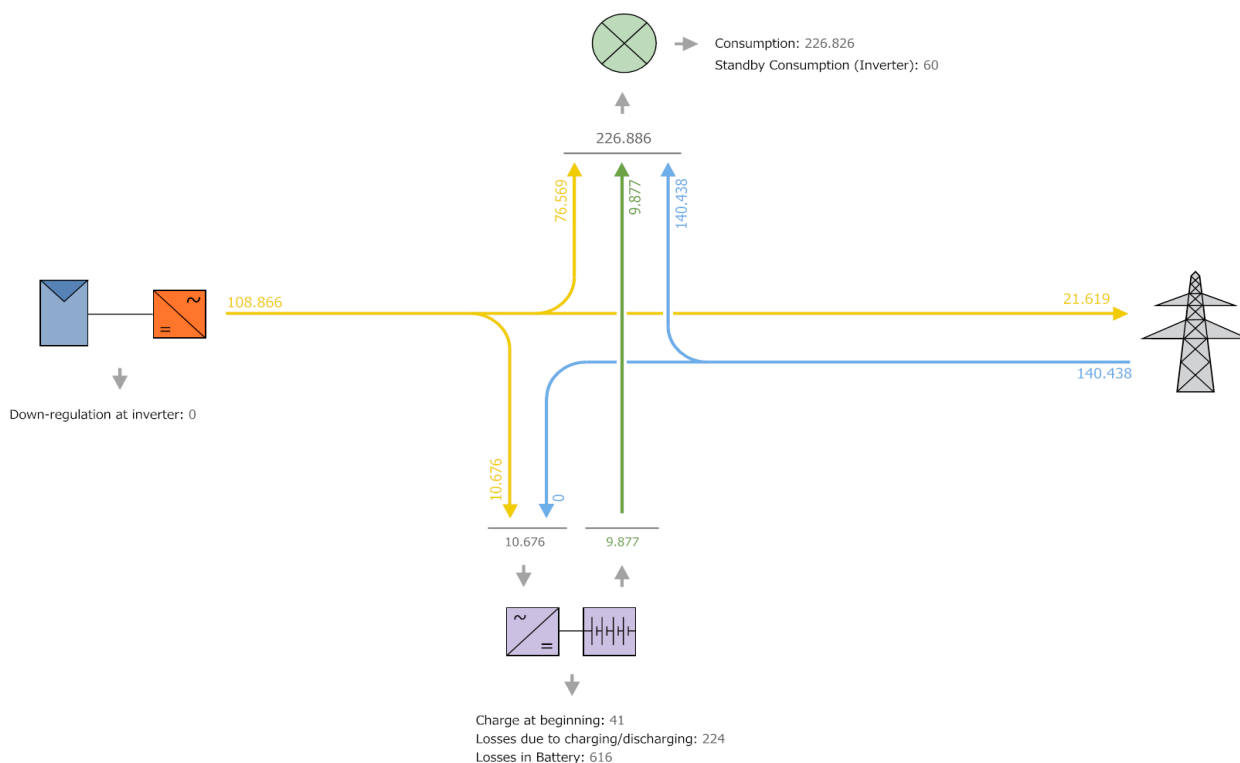 Consumption: 226.826
Standby Consumption (Inverter): 60
226.886
76.569
9.877
140.438
108.866
21.619
140.438
Down-regulation at inverter: 0
10.676
0
10.676
9.877
~
=
~
=
Charge at beginning: 41
Losses due to charging/discharging: 224
Losses in Battery: 616